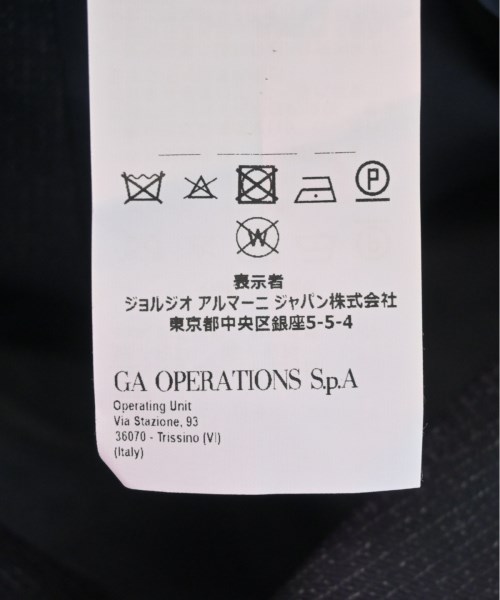 P
W
表示者
ジョルジオ アルマーニ ジャパン株式会社
東京都中央区銀座5-5-4
GA OPERATIONS S.p.A
Operating Unit
Via Stazione, 93
36070 - Trissino (VI)
(Italy)